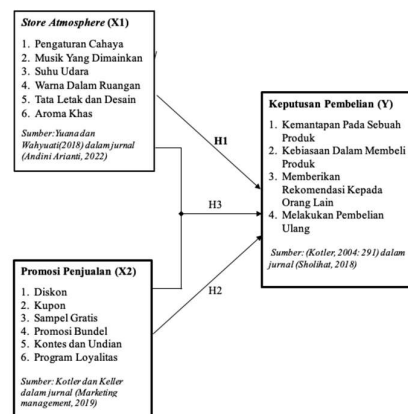 Store Atmosphere (X1)
1. Pengaturan Cahaya
2. Musik Yang Dimainkan
3. Suhu Udara
4. Warna Dalam Ruangan
5. Tata Letak dan Desain
6. Aroma Khas
Sumber: Yuana dan
Wahyuati(2018) dalam jurnal
(Andini Arianti, 2022)
H1
H3
H2
Keputusan Pembelian (Y)
1. Kemantapan Pada Sebuah
Produk
2. Kebiasaan Dalam Membeli
Produk
3. Memberikan
Rekomendasi Kepada
Orang Lain
4. Melakukan Pembelian
Ulang
Sumber: (Kotler, 2004: 291) dalam
jurnal (Sholihat, 2018)
Promosi Penjualan (X2)
1. Diskon
2. Kupon
3. Sampel Gratis
4. Promosi Bundel
5. Kontes dan Undian
6. Program Loyalitas
Sumber: Kotler dan Keller
dalam jurnal (Marketing
management, 2019)